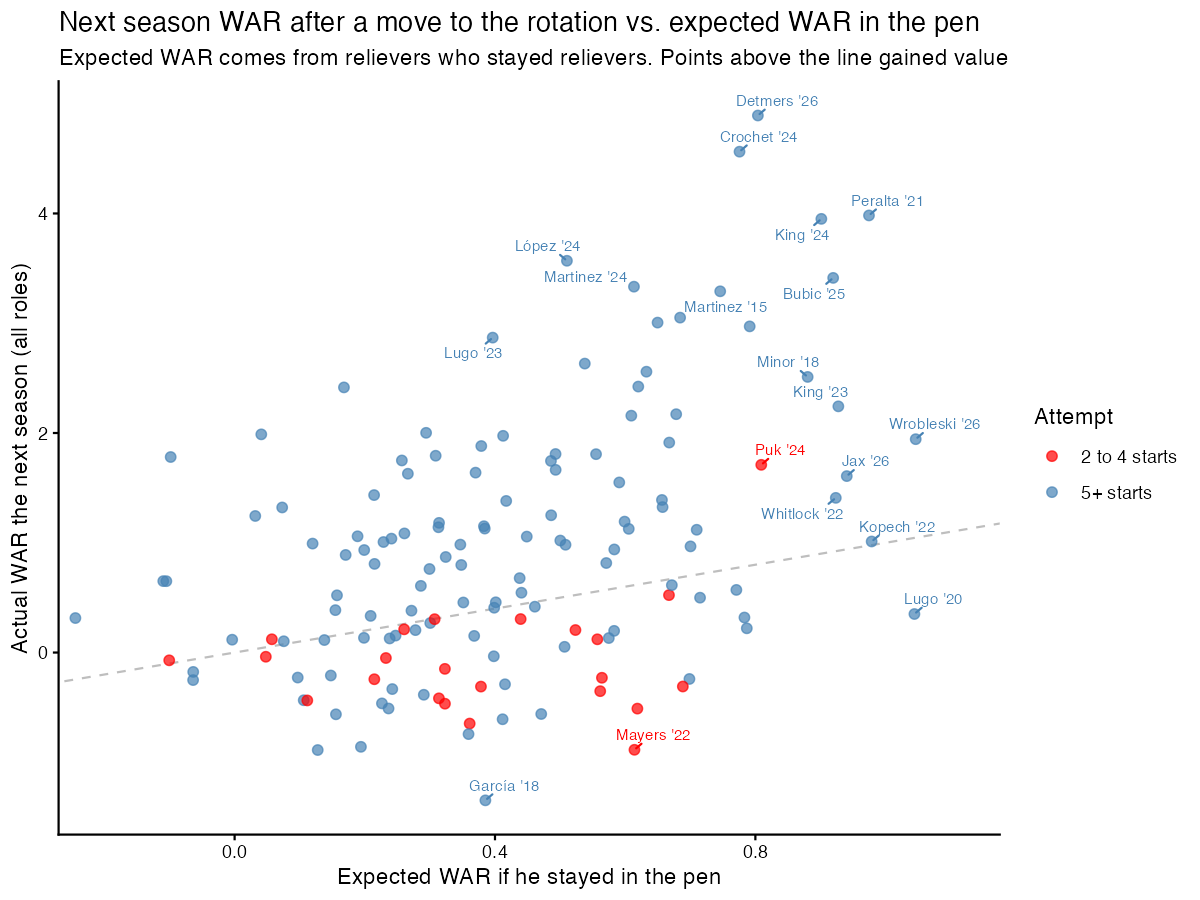 Next season WAR after a move to the rotation vs. expected WAR in the pen
Expected WAR comes from relievers who stayed relievers. Points above the line gained value
Detmers '26
Crochet '24
Peralta '21
King '24
López '24
Martinez '24
Bubic '25
Martinez '15
Lugo '23
Minor '18
King '23
Wrobleski '26
Puk '24
Jax '26
Whitlock '22
Kopech '22
Lugo '20
Mayers '22
García '18
Actual WAR the next season (all roles)
4
2
0
0.0
0.4
0.8
Expected WAR if he stayed in the pen
Attempt
2 to 4 starts
5+ starts